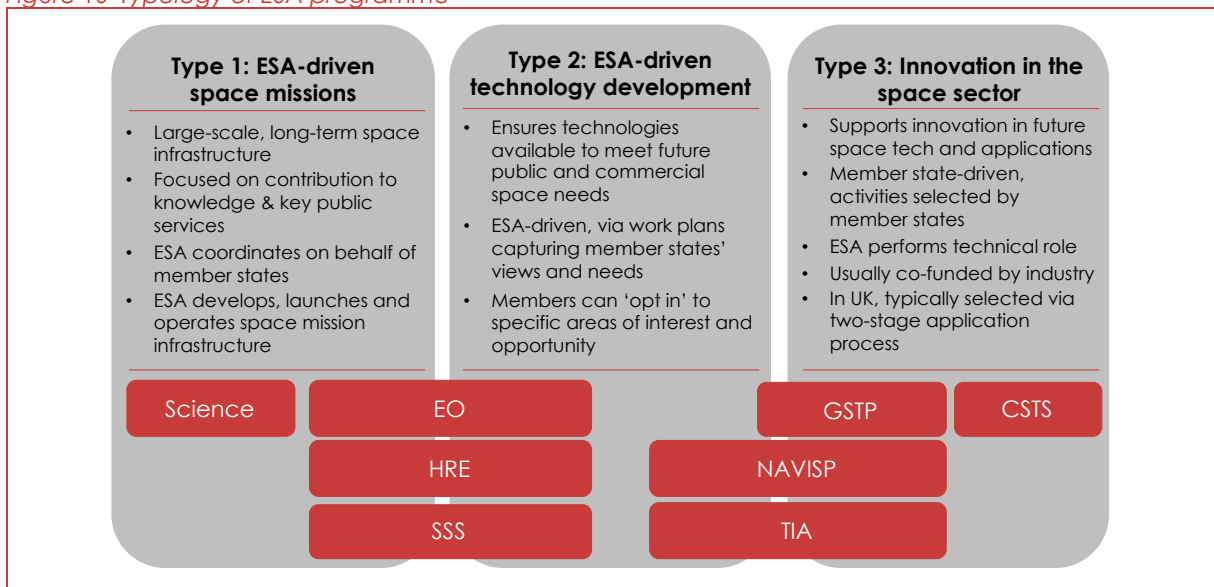 Figure 10 Typology of ESA programme
Type 1: ESA-driven
space missions
• Large-scale, long-term space
infrastructure
• Focused on contribution to
knowledge & key public
services
• ESA coordinates on behalf of
member states
• ESA develops, launches and
operates space mission
infrastructure
Type 2: ESA-driven
technology development
• Ensures technologies
available to meet future
public and commercial
space needs
• ESA-driven, via work plans
capturing member states'
views and needs
• Members can 'opt in' to
specific areas of interest and
opportunity
Type 3: Innovation in the
space sector
• Supports innovation in future
space tech and applications
• Member state-driven,
activities selected by
member states
• ESA performs technical role
• Usually co-funded by industry
• In UK, typically selected via
two-stage application
process
Science
EO
GSTP
CSTS
HRE
NAVISP
SSS
TIA